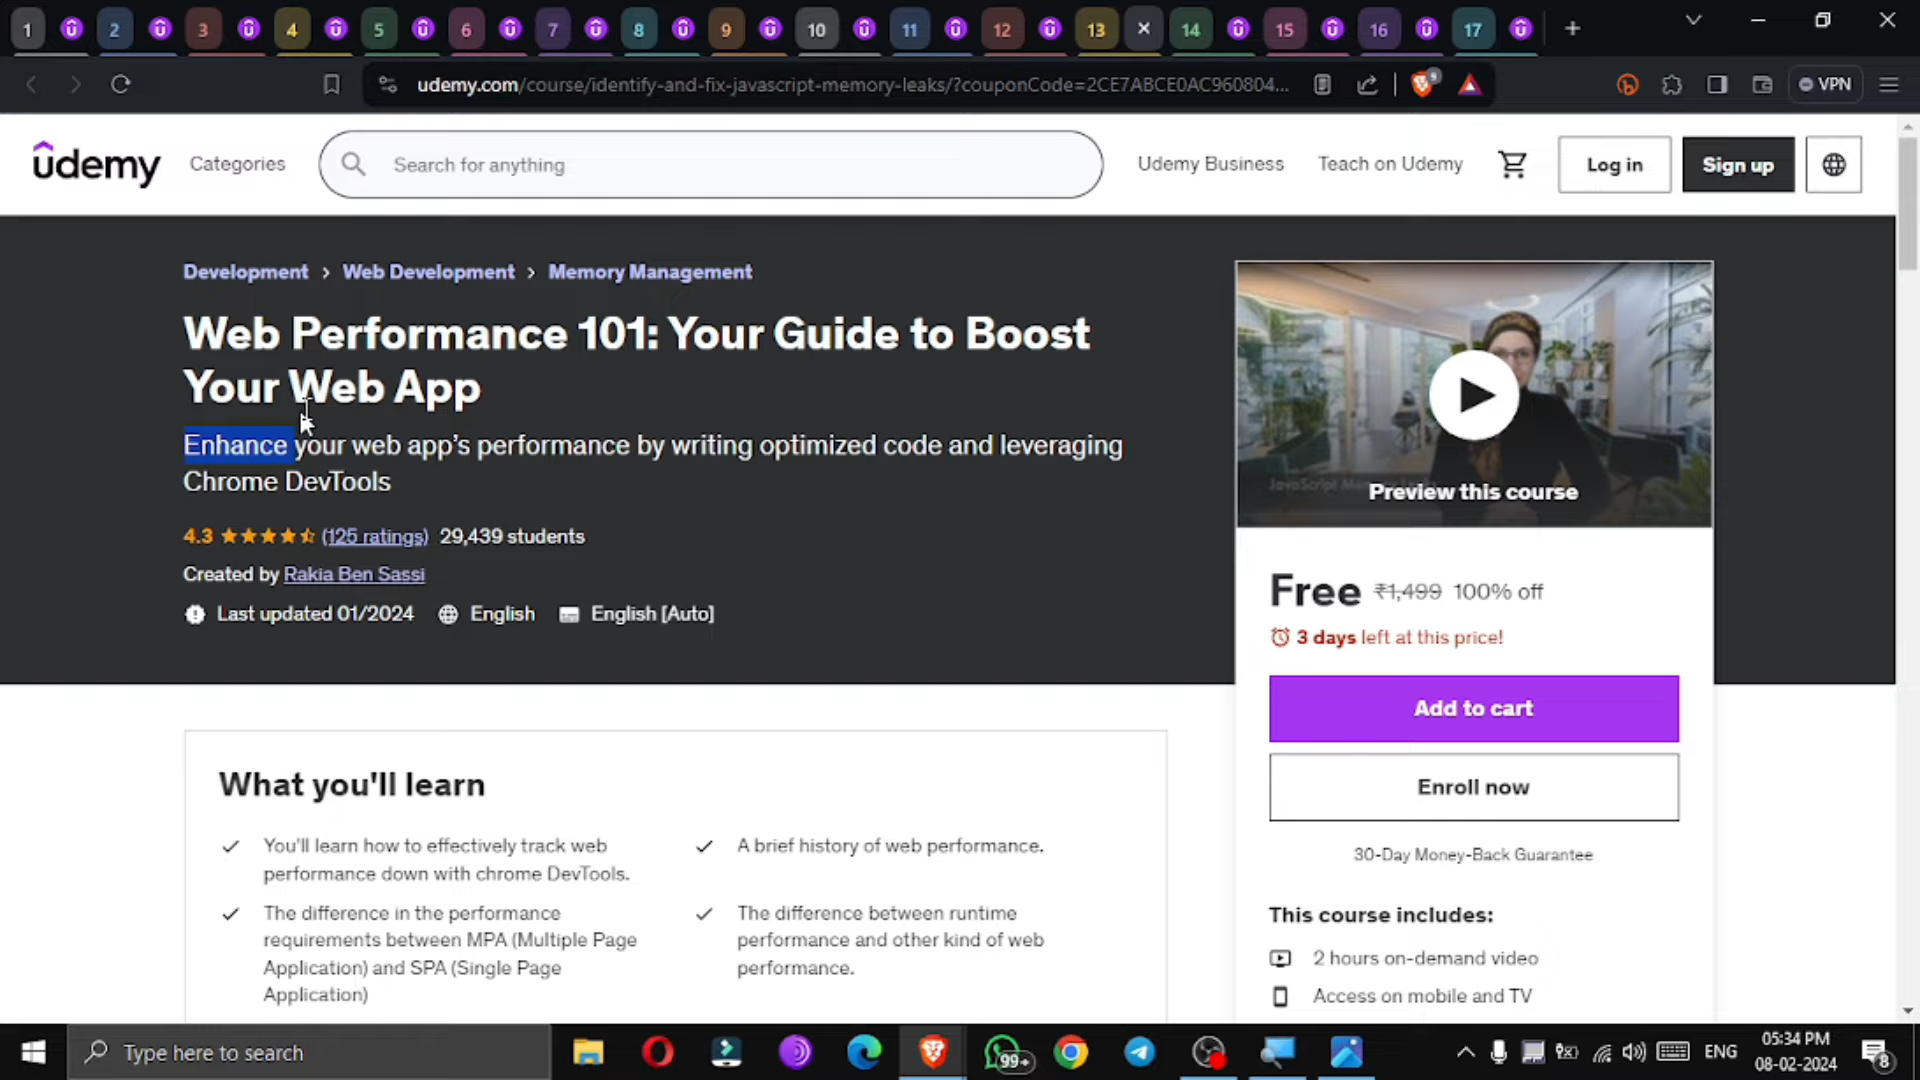 1 2 3 4 5 6 7 8 9 10 11 12 13 14 15 16 17
udemy.com/course/identify-and-fix-javascript-memory-leaks/?couponCode=2CE7ABCE0AC960804...
9
VPN
ûdemy
Categories
Search for anything
Udemy Business
Teach on Udemy
Log in
Sign up
Development > Web Development > Memory Management
Web Performance 101: Your Guide to Boost
Your Web App
Enhance your web app's performance by writing optimized code and leveraging
Chrome DevTools
4.3 (125 ratings) 29,439 students
Created by Rakia Ben Sassi
Last updated 01/2024 English English [Auto]
Preview this course
Free ₹1,499 100% off
3 days left at this price!
Add to cart
Enroll now
30-Day Money-Back Guarantee
This course includes:
2 hours on-demand video
Access on mobile and TV
What you'll learn
You'll learn how to effectively track web
performance down with chrome DevTools.
The difference in the performance
requirements between MPA (Multiple Page
Application) and SPA (Single Page
Application)
A brief history of web performance.
The difference between runtime
performance and other kind of web
performance.
Type here to search
99+
ENG
05:34 PM
08-02-2024
8